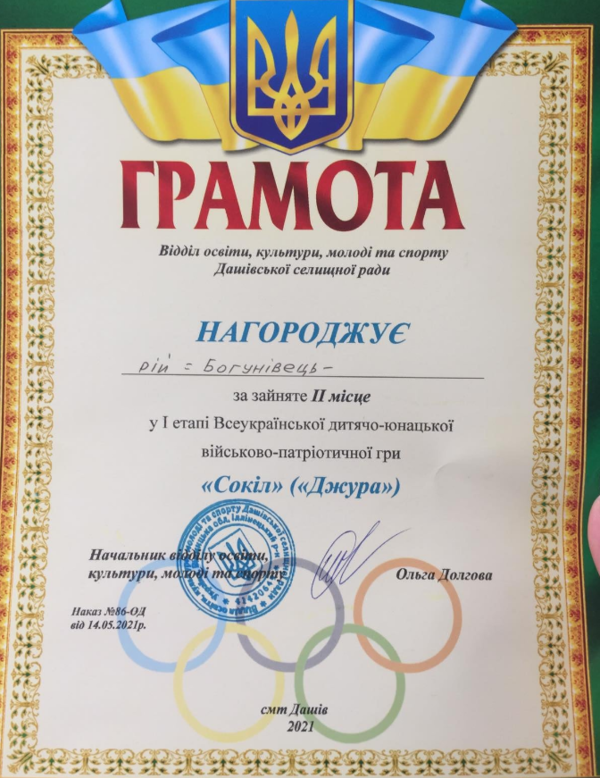 ГРАМОТА
Відділ освіти, культури, молоді та спорту
Дашівської селищної ради
НАГОРОДЖУЄ
рій = Богунівець-
за зайняте ІІ місце
у І етапі Всеукраїнської дитячо-юнацької
військово-патріотичної гри
«Сокіл» («Джура»)
Начальник відділу освіти,
культури, молоді та спорту
Ольга Долгова
Наказ №86-ОД
від 14.05.2021р.
смт Дашів
2021